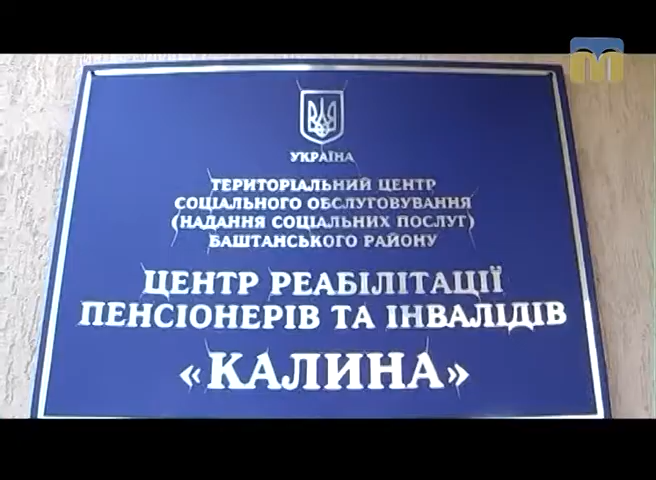 УКРАЇНА
ТЕРИТОРІАЛЬНИЙ ЦЕНТР
СОЦІАЛЬНОГО ОБСЛУГОВУВАННЯ
(НАДАННЯ СОЦІАЛЬНИХ ПОСЛУГ)
БАШТАНСЬКОГО РАЙОНУ
ЦЕНТР РЕАБІЛІТАЦІЇ
ПЕНСІОНЕРІВ ТА ІНВАЛІДІВ
«КАЛИНА»